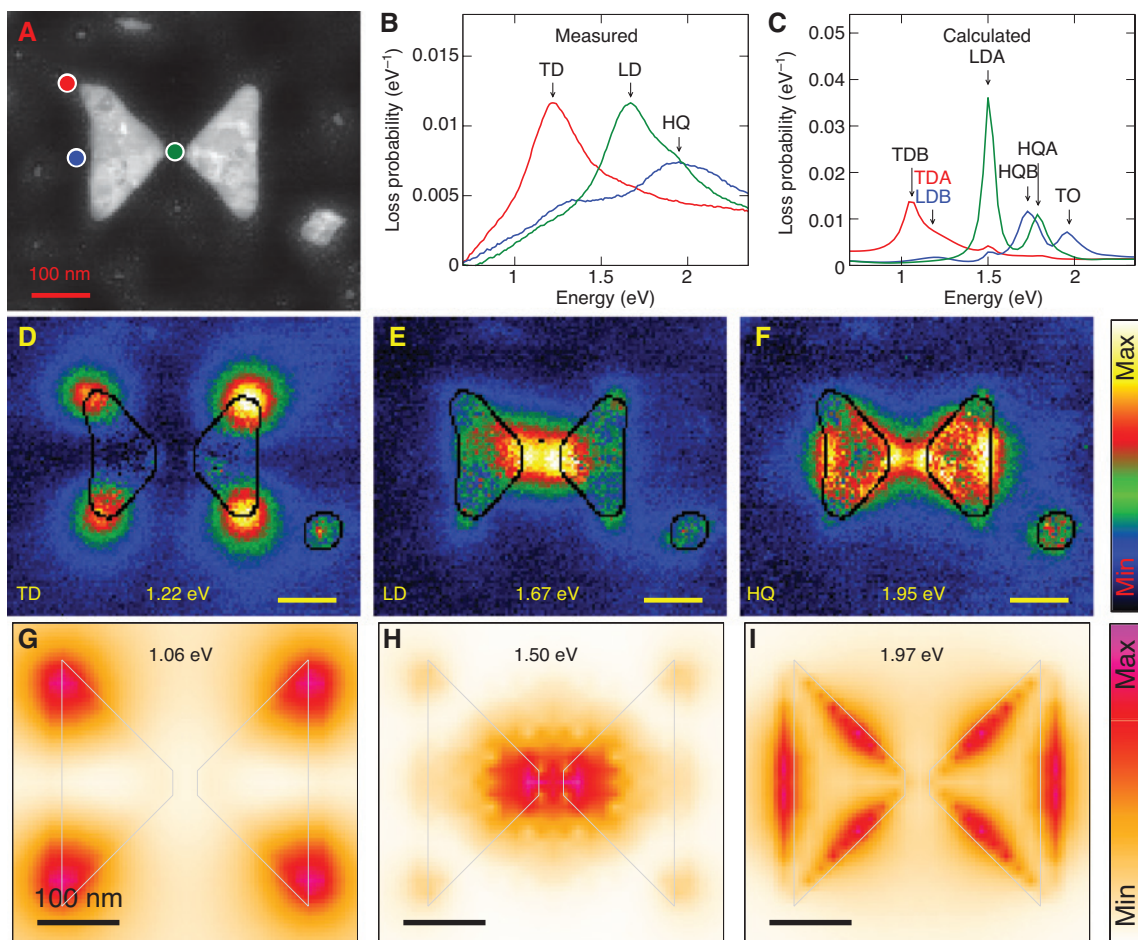 A
100 nm
B
Measured
TD
LD
HQ
0.015
0.01
0.005
0
Loss probability (eV⁻¹)
1
1.5
2
Energy (eV)
C
Calculated
LDA
TDB
TDA
LDB
HQB
HQA
TO
0.05
0.04
0.03
0.02
0.01
0
Loss probability (eV⁻¹)
1
1.5
2
Energy (eV)
D
TD
1.22 eV
E
LD
1.67 eV
F
HQ
1.95 eV
Max
Min
G
1.06 eV
100 nm
H
1.50 eV
I
1.97 eV
Max
Min